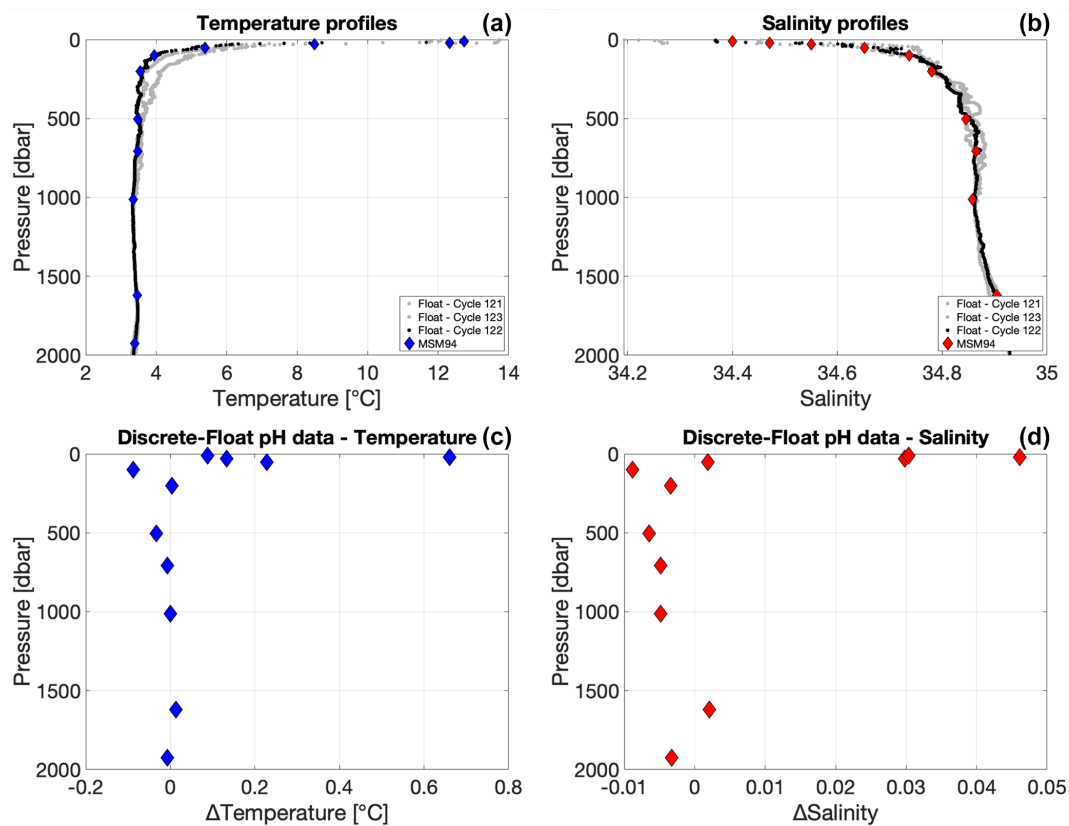 Temperature profiles (a)
0
500
1000
1500
2000
Pressure [dbar]
Float - Cycle 121
Float - Cycle 123
Float - Cycle 122
MSM94
2 4 6 8 10 12 14
Temperature [°C]
Salinity profiles (b)
0
500
1000
1500
2000
Pressure [dbar]
Float - Cycle 121
Float - Cycle 123
Float - Cycle 122
MSM94
34.2 34.4 34.6 34.8 35
Salinity
Discrete-Float pH data - Temperature (c)
0
500
1000
1500
2000
Pressure [dbar]
-0.2 0 0.2 0.4 0.6 0.8
ΔTemperature [°C]
Discrete-Float pH data - Salinity (d)
0
500
1000
1500
2000
Pressure [dbar]
-0.01 0 0.01 0.02 0.03 0.04 0.05
ΔSalinity